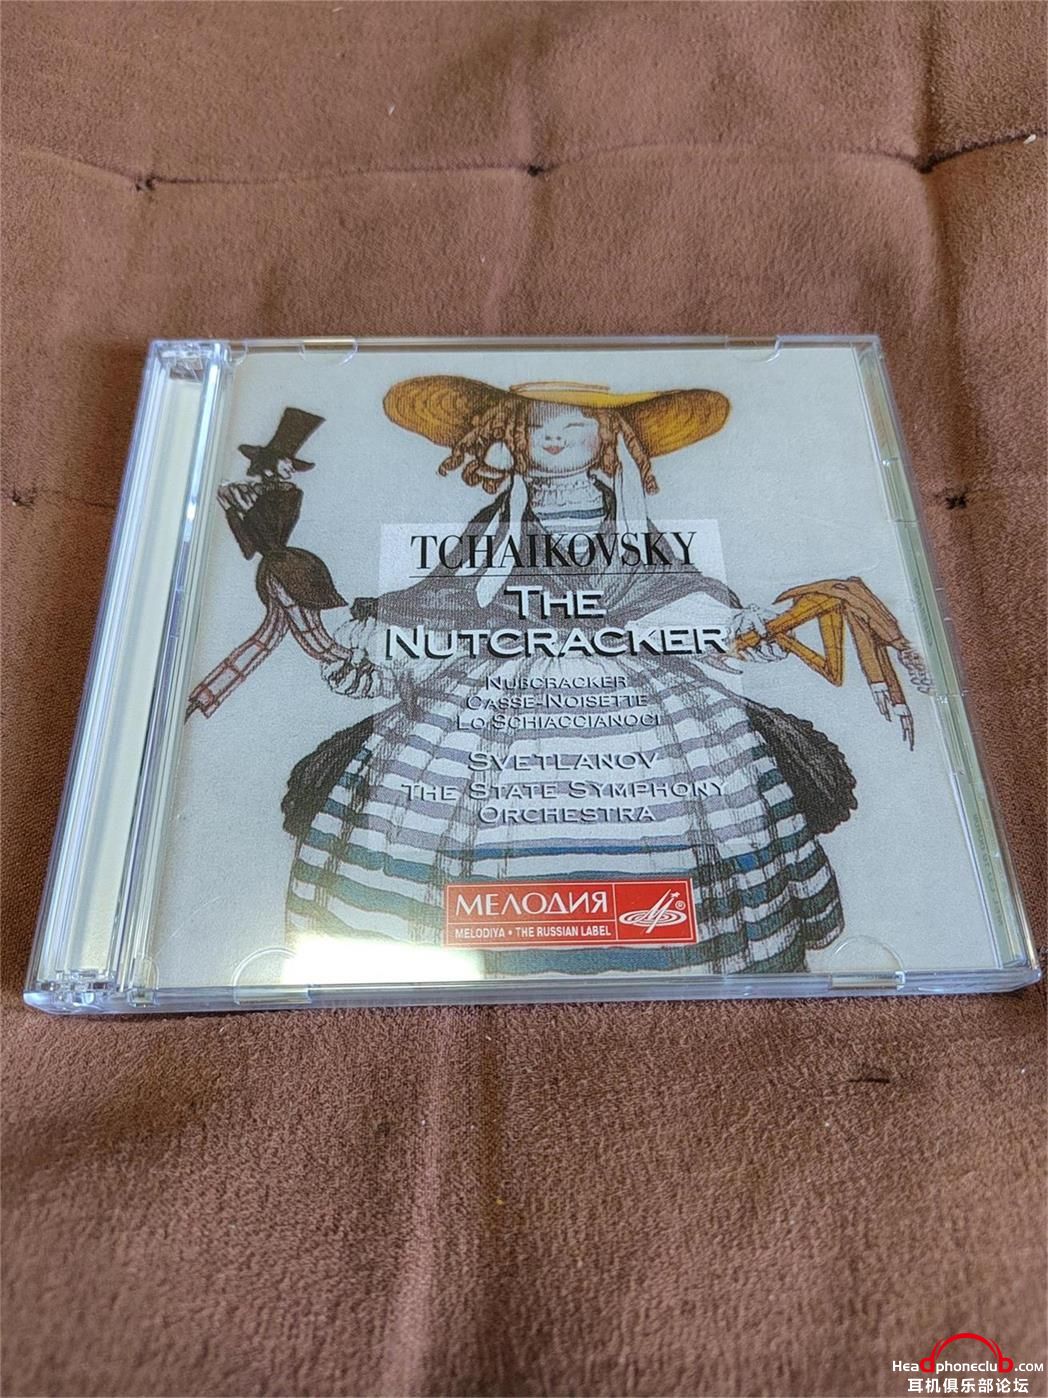 TCHAIKOVSKY
THE
NUTCRACKER
NUßCRACKER
CASSE-NOISETTE
LO SCHIACCIANOCI
SVETLANOV
THE STATE SYMPHONY
ORCHESTRA
МЕЛОДИЯ
®
MELODIYA • THE RUSSIAN LABEL
Headphoneclub.com
耳机俱乐部论坛